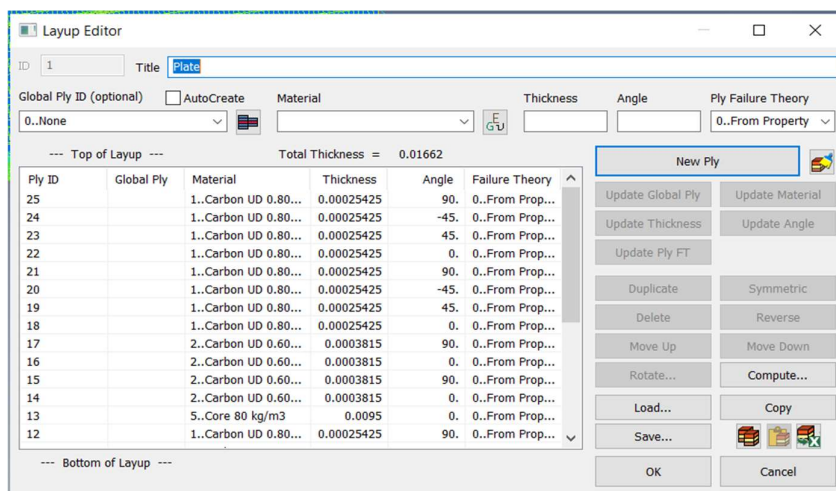 Layup Editor
ID 1 Title Plate
Global Ply ID (optional) AutoCreate Material Thickness Angle Ply Failure Theory
0..None 0..From Property
--- Top of Layup --- Total Thickness = 0.01662 New Ply
Ply ID Global Ply Material Thickness Angle Failure Theory
25 1..Carbon UD 0.80... 0.00025425 90. 0..From Prop...
24 1..Carbon UD 0.80... 0.00025425 -45. 0..From Prop...
23 1..Carbon UD 0.80... 0.00025425 45. 0..From Prop...
22 1..Carbon UD 0.80... 0.00025425 0. 0..From Prop...
21 1..Carbon UD 0.80... 0.00025425 90. 0..From Prop...
20 1..Carbon UD 0.80... 0.00025425 -45. 0..From Prop...
19 1..Carbon UD 0.80... 0.00025425 45. 0..From Prop...
18 1..Carbon UD 0.80... 0.00025425 0. 0..From Prop...
17 2..Carbon UD 0.60... 0.0003815 90. 0..From Prop...
16 2..Carbon UD 0.60... 0.0003815 0. 0..From Prop...
15 2..Carbon UD 0.60... 0.0003815 90. 0..From Prop...
14 2..Carbon UD 0.60... 0.0003815 0. 0..From Prop...
13 5..Core 80 kg/m3 0.0095 0. 0..From Prop...
12 1..Carbon UD 0.80... 0.00025425 90. 0..From Prop...
--- Bottom of Layup ---
Update Global Ply Update Material
Update Thickness Update Angle
Update Ply FT
Duplicate Symmetric
Delete Reverse
Move Up Move Down
Rotate... Compute...
Load... Copy
Save...
OK Cancel